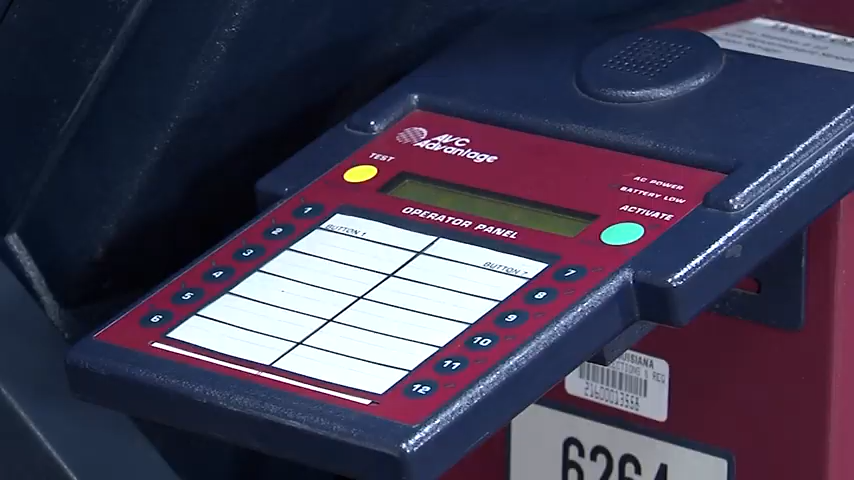 AVC
Advantage
TEST
AC POWER
BATTERY LOW
ACTIVATE
OPERATOR PANEL
BUTTON 1
BUTTON 7
1
2
3
4
5
6
7
8
9
10
11
12
LOUISIANA
6264